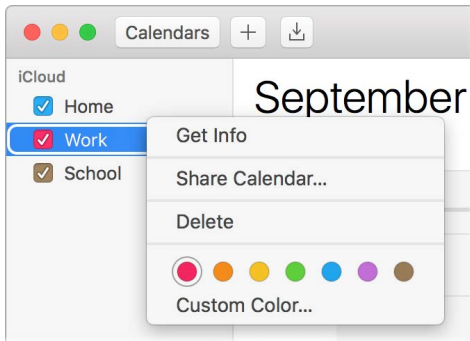 Calendars
iCloud
Home
September
Work
Get Info
School
Share Calendar...
Delete
Custom Color...